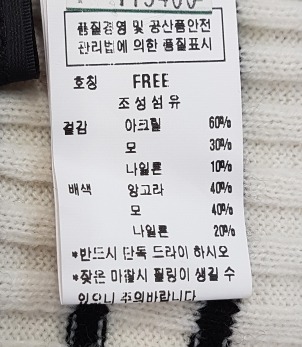 품질경영 및 공산품안전
관리법에 의한 품질표시
호칭 FREE
조성섬유
겉감 아크릴 60%
모 30%
나일론 10%
배색 앙고라 40%
모 40%
나일론 20%
*반드시 단독 드라이 하시오
*잦은 마찰시 필링이 생길 수
있으니 주의바랍니다